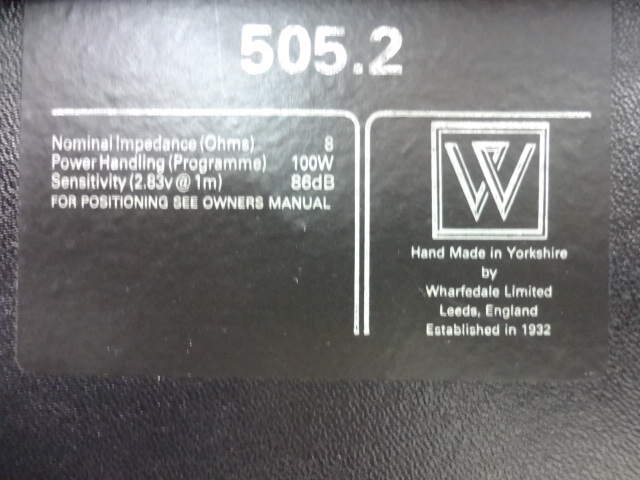 505.2
Nominal Impedance (Ohms) 8
Power Handling (Programme) 100W
Sensitivity (2.83v @ 1m) 86dB
FOR POSITIONING SEE OWNERS MANUAL
W
Hand Made in Yorkshire
by
Wharfedale Limited
Leeds, England
Established in 1932